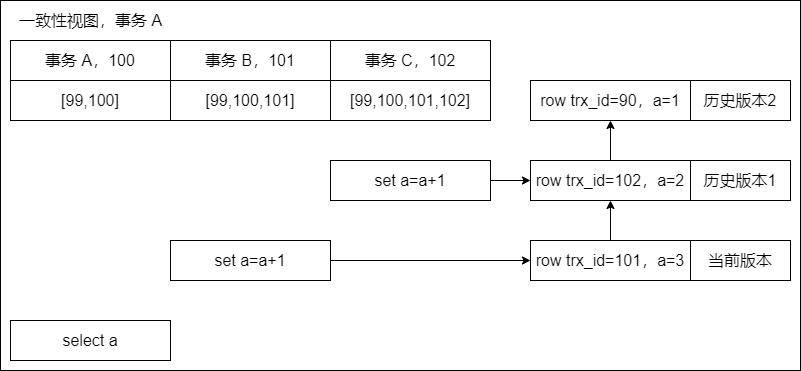 一致性视图，事务 A
事务 A，100 事务 B，101 事务 C，102
[99,100] [99,100,101] [99,100,101,102] row trx_id=90，a=1 历史版本2
set a=a+1 row trx_id=102，a=2 历史版本1
set a=a+1 row trx_id=101，a=3 当前版本
select a